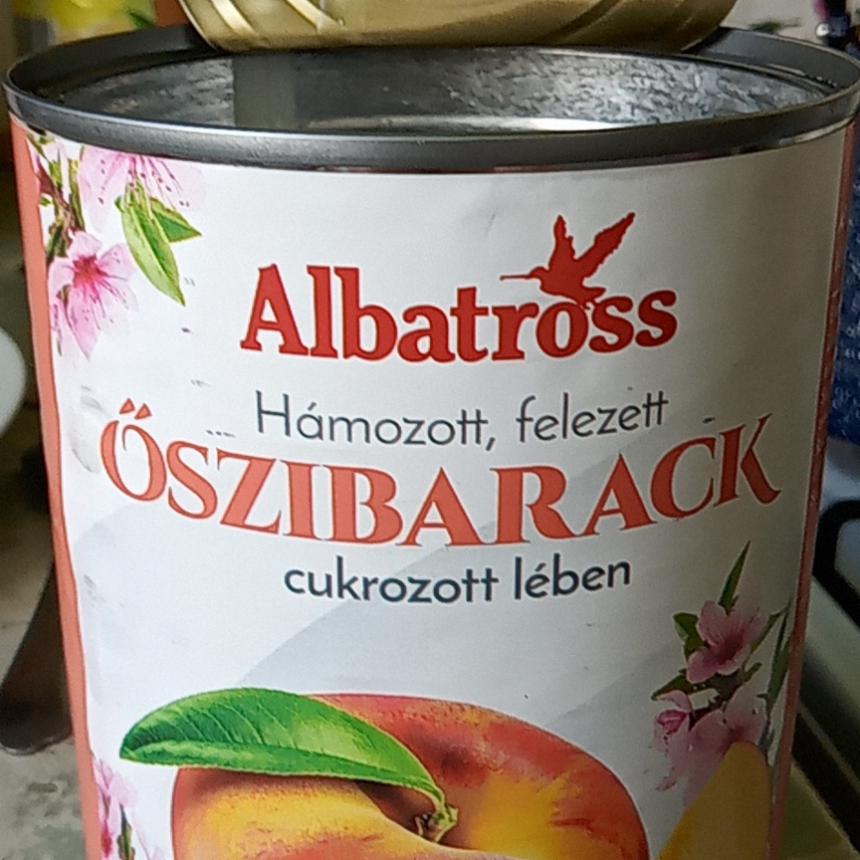 Albatross
Hámozott, felezett
ŐSZIBARACK
cukrozott lében